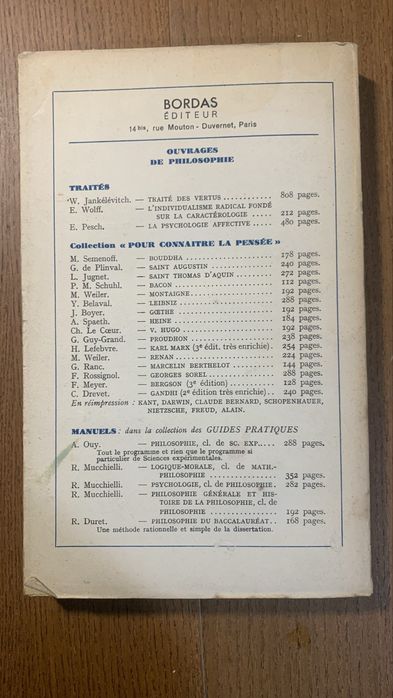 BORDAS
ÉDITEUR
14 bis, rue Mouton - Duvernet, Paris
OUVRAGES
DE PHILOSOPHIE
TRAITÉS
W. Jankélévitch. — TRAITÉ DES VERTUS ............ 808 pages.
E. Wolff. — L'INDIVIDUALISME RADICAL FONDÉ
SUR LA CARACTÉROLOGIE ..... 212 pages.
E. Pesch. — LA PSYCHOLOGIE AFFECTIVE ..... 480 pages.
Collection « POUR CONNAITRE LA PENSÉE »
M. Semenoff. — BOUDDHA .................. 178 pages.
G. de Plinval. — SAINT AUGUSTIN .............. 240 pages.
L. Jugnet. — SAINT THOMAS D'AQUIN ......... 272 pages.
P. M. Schuhl. — BACON ..................... 112 pages.
M. Weiler. — MONTAIGNE .................. 192 pages.
Y. Belaval. — LEIBNIZ .................... 288 pages.
J. Boyer. — GŒTHE ..................... 192 pages.
A. Spaeth. — HEINE ..................... 184 pages.
Ch. Le Cœur. — V. HUGO ................... 192 pages.
G. Guy-Grand. — PROUDHON ................... 238 pages.
H. Lefebvre. — KARL MARX (3e édit. très enrichie). 254 pages.
M. Weiler. — RENAN ..................... 224 pages.
G. Ranc. — MARCELIN BERTHELOT .......... 144 pages.
F. Rossignol. — GEORGES SOREL ............... 288 pages.
F. Meyer. — BERGSON (3e édition) .......... 128 pages.
C. Drevet. — GANDHI (2e édition très enrichie).. 240 pages.
En réimpression : KANT, DARWIN, CLAUDE BERNARD, SCHOPENHAUER,
NIETZSCHE, FREUD, ALAIN.
MANUELS : dans la collection des GUIDES PRATIQUES
A. Ouy. — PHILOSOPHIE, cl. de SC. EXP..... 288 pages.
Tout le programme et rien que le programme si
particulier de Sciences expérimentales.
R. Mucchielli. — LOGIQUE-MORALE, cl. de MATH-
PHILOSOPHIE .................. 352 pages.
R. Mucchielli. — PSYCHOLOGIE, cl. de PHILOSOPHIE. 282 pages.
R. Mucchielli. — PHILOSOPHIE GÉNÉRALE ET HIS-
TOIRE DE LA PHILOSOPHIE, cl. de
PHILOSOPHIE .................. 192 pages.
R. Duret. — PHILOSOPHIE DU BACCALAURÉAT.. 168 pages.
Une méthode rationnelle et simple de la dissertation.